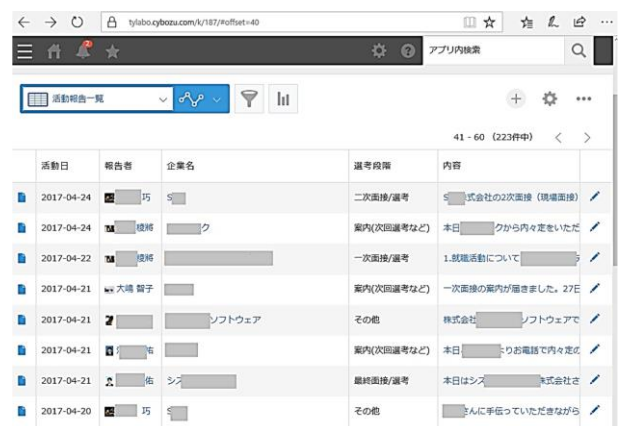 tylabo.cybozu.com/k/187/#offset=40
アプリ内検索
活動報告一覧
41 - 60 (223件中)
活動日 報告者 企業名 選考段階 内容
2017-04-24 巧 S 二次面接/選考 S 式会社の2次面接（現場面接）
2017-04-24 稜将 ク 案内(次回選考など) 本日 クから内々定をいただ
2017-04-22 稜将 一次面接/選考 1.就職活動について
2017-04-21 大嶋 智子 案内(次回選考など) 一次面接の案内が届きました。27日
2017-04-21 ソフトウェア その他 株式会社 ソフトウェアで
2017-04-21 佑 案内(次回選考など) 本日 りお電話で内々定の
2017-04-21 佑 シス 最終面接/選考 本日はシス 株式会社さ
2017-04-20 巧 S その他 さんに手伝っていただきながら